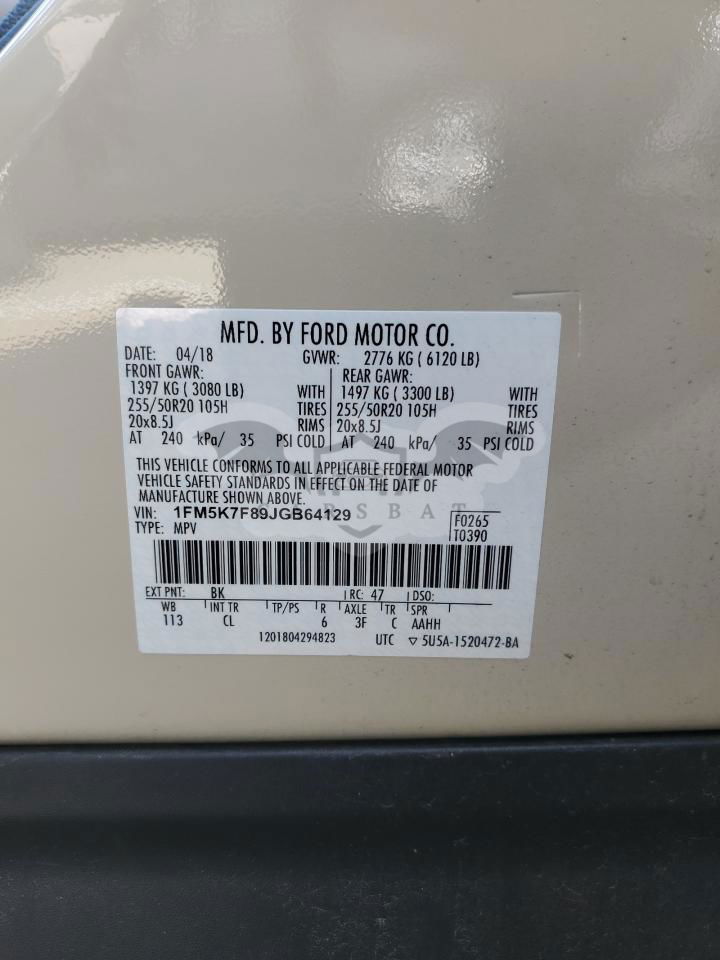 MFD. BY FORD MOTOR CO.
DATE: 04/18 GVWR: 2776 KG ( 6120 LB)
FRONT GAWR: REAR GAWR:
1397 KG ( 3080 LB) WITH 1497 KG ( 3300 LB) WITH
255/50R20 105H TIRES 255/50R20 105H TIRES
20x8.5J RIMS 20x8.5J RIMS
AT 240 kPa/ 35 PSI COLD AT 240 kPa/ 35 PSI COLD
THIS VEHICLE CONFORMS TO ALL APPLICABLE FEDERAL MOTOR
VEHICLE SAFETY STANDARDS IN EFFECT ON THE DATE OF
MANUFACTURE SHOWN ABOVE.
VIN: 1FM5K7F89JGB64129 F0265
TYPE: MPV T0390
EXT PNT: BK RC: 47 DSO:
WB INT TR TP/PS R AXLE TR SPR
113 CL 6 3F C AAHH
1201804294823 UTC ▽ 5U5A-1520472-BA